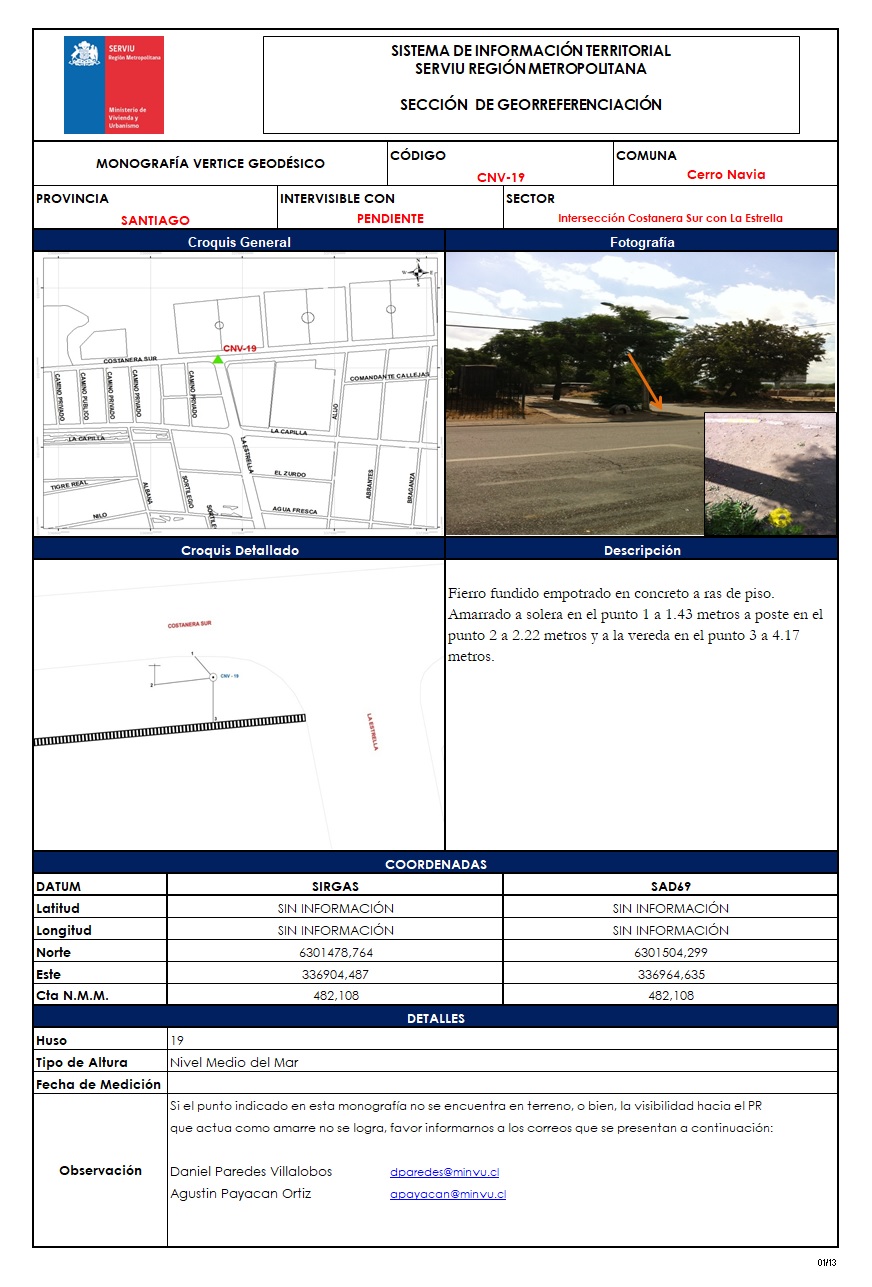 SERVIU
Región Metropolitana
Ministerio de
Vivienda y
Urbanismo
SISTEMA DE INFORMACIÓN TERRITORIAL
SERVIU REGIÓN METROPOLITANA
SECCIÓN DE GEORREFERENCIACIÓN
MONOGRAFÍA VERTICE GEODÉSICO
CÓDIGO
CNV-19
COMUNA
Cerro Navia
PROVINCIA
SANTIAGO
INTERVISIBLE CON
PENDIENTE
SECTOR
Intersección Costanera Sur con La Estrella
Croquis General
Fotografía
N
W
E
S
CNV-19
COSTANERA SUR
COMANDANTE CALLEJAS
CAMINO PRIVADO
CAMINO PUBLICO
CAMINO PRIVADO
CAMINO PRIVADO
CAMINO PRIVADO
ALUO
LA CAPILLA
LA CAPILLA
LA ESTRELLA
EL ZURDO
TIGRE REAL
ALBANA
SORTILEGIO
SORTILE
ABRANTES
BRAGANZA
NILO
AGUA FRESCA
Croquis Detallado
Descripción
COSTANERA SUR
1
CNV - 19
2
3
LA ESTRELLA
Fierro fundido empotrado en concreto a ras de piso.
Amarrado a solera en el punto 1 a 1.43 metros a poste en el
punto 2 a 2.22 metros y a la vereda en el punto 3 a 4.17
metros.
COORDENADAS
DATUM SIRGAS SAD69
Latitud SIN INFORMACIÓN SIN INFORMACIÓN
Longitud SIN INFORMACIÓN SIN INFORMACIÓN
Norte 6301478,764 6301504,299
Este 336904,487 336964,635
Cta N.M.M. 482,108 482,108
DETALLES
Huso 19
Tipo de Altura Nivel Medio del Mar
Fecha de Medición
Observación
Si el punto indicado en esta monografía no se encuentra en terreno, o bien, la visibilidad hacia el PR
que actua como amarre no se logra, favor informarnos a los correos que se presentan a continuación:
Daniel Paredes Villalobos dparedes@minvu.cl
Agustin Payacan Ortiz apayacan@minvu.cl
01/13